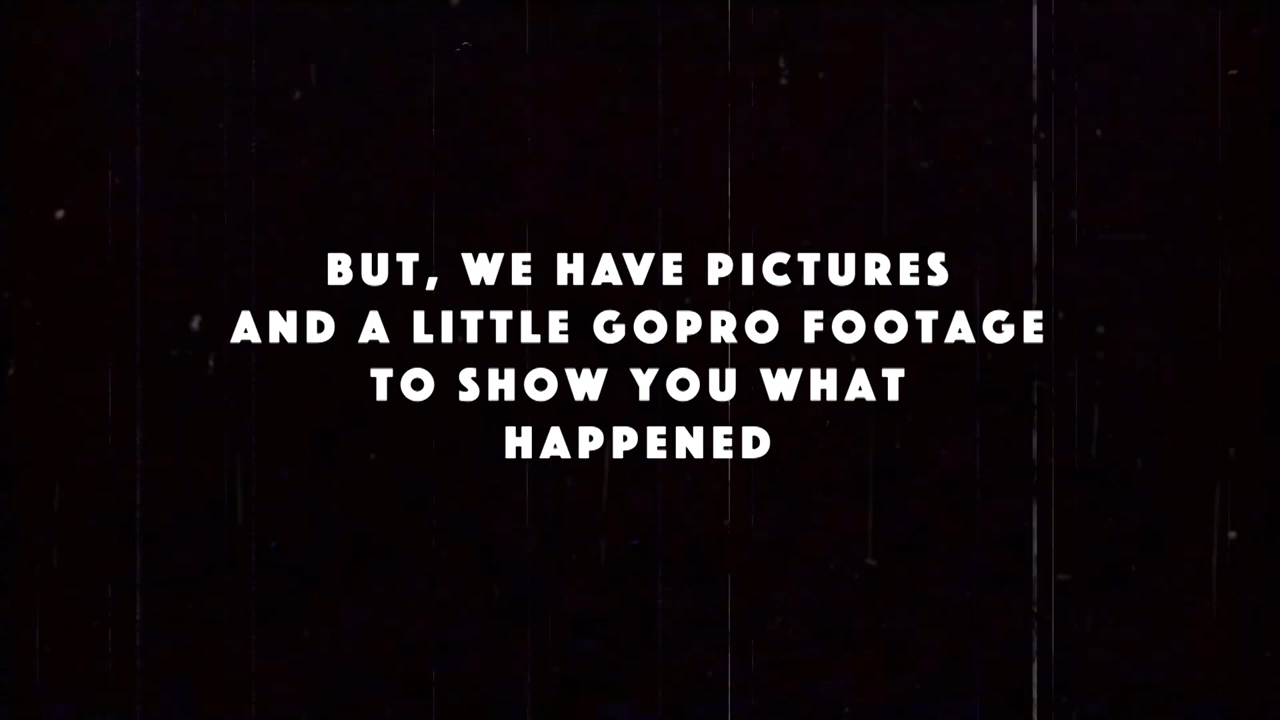 BUT, WE HAVE PICTURES
AND A LITTLE GOPRO FOOTAGE
TO SHOW YOU WHAT
HAPPENED